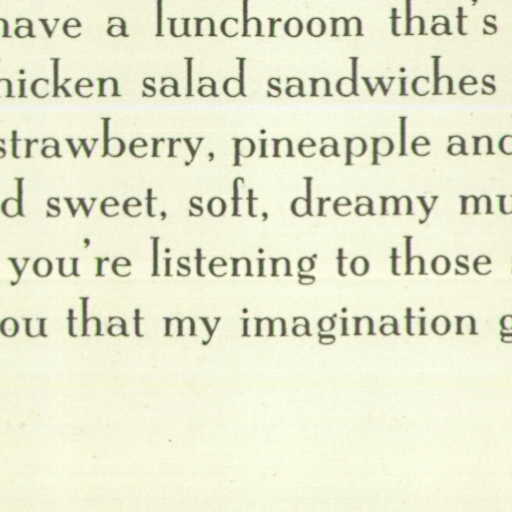 have a lunchroom that's
hicken salad sandwiches
strawberry, pineapple and
d sweet, soft, dreamy mu
you're listening to those
ou that my imagination g